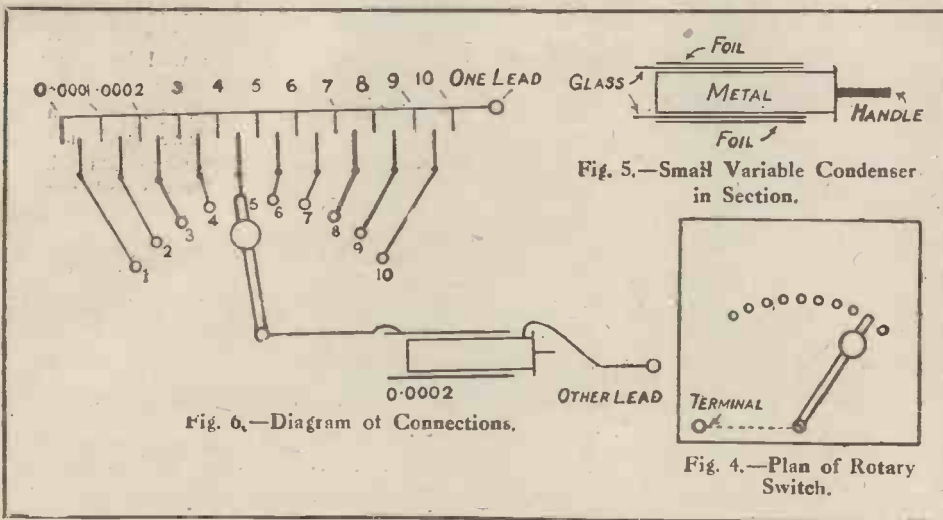 0 .0001 .0002 3 4 5 6 7 8 9 10 ONE LEAD
1
2
3
4
5
6
7
8
9
10
0.0002
OTHER LEAD
Fig. 6.—Diagram of Connections.
FOIL
GLASS
METAL
HANDLE
FOIL
Fig. 5.—Small Variable Condenser
in Section.
TERMINAL
Fig. 4.—Plan of Rotary
Switch.